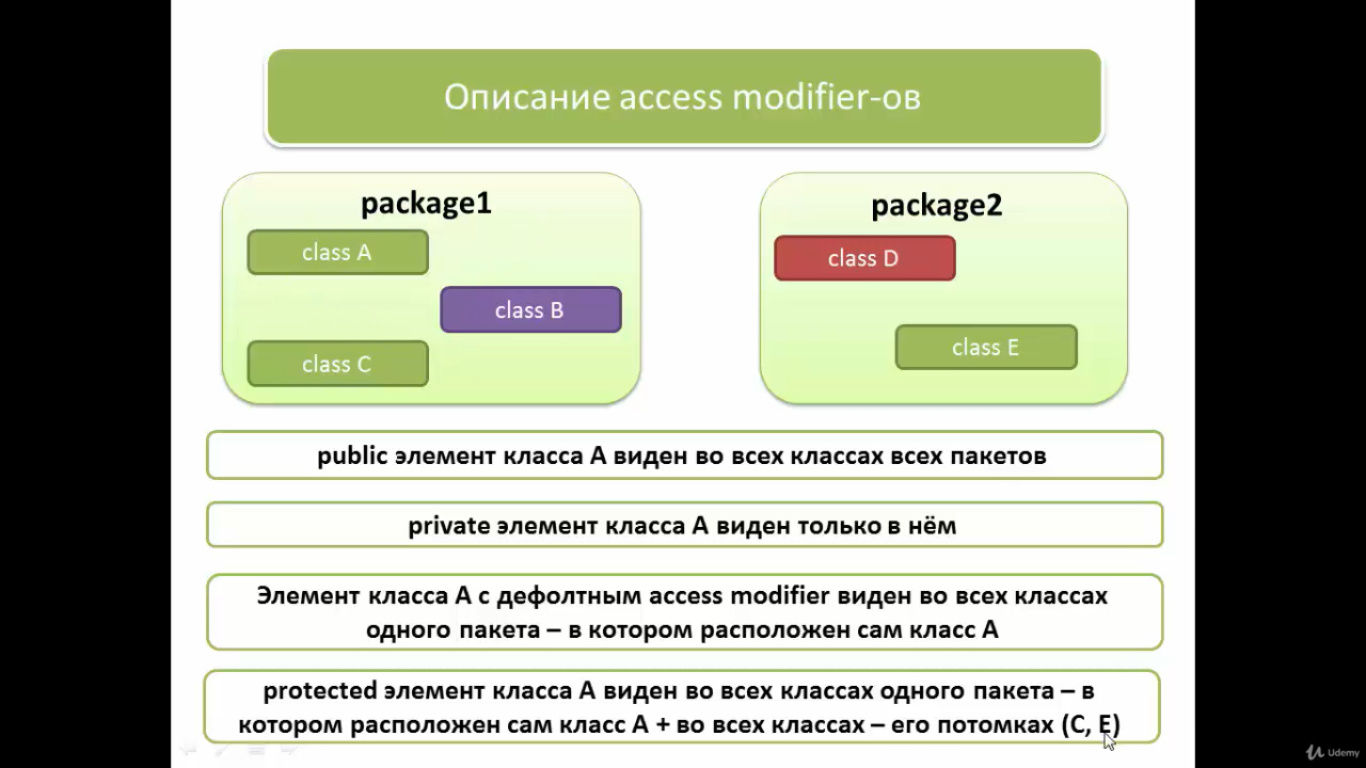 Описание access modifier-ов
package1
class A
class B
class C
package2
class D
class E
public элемент класса А виден во всех классах всех пакетов
private элемент класса А виден только в нём
Элемент класса А с дефолтным access modifier виден во всех классах
одного пакета – в котором расположен сам класс А
protected элемент класса А виден во всех классах одного пакета – в
котором расположен сам класс А + во всех классах – его потомках (С, Е)
Udemy